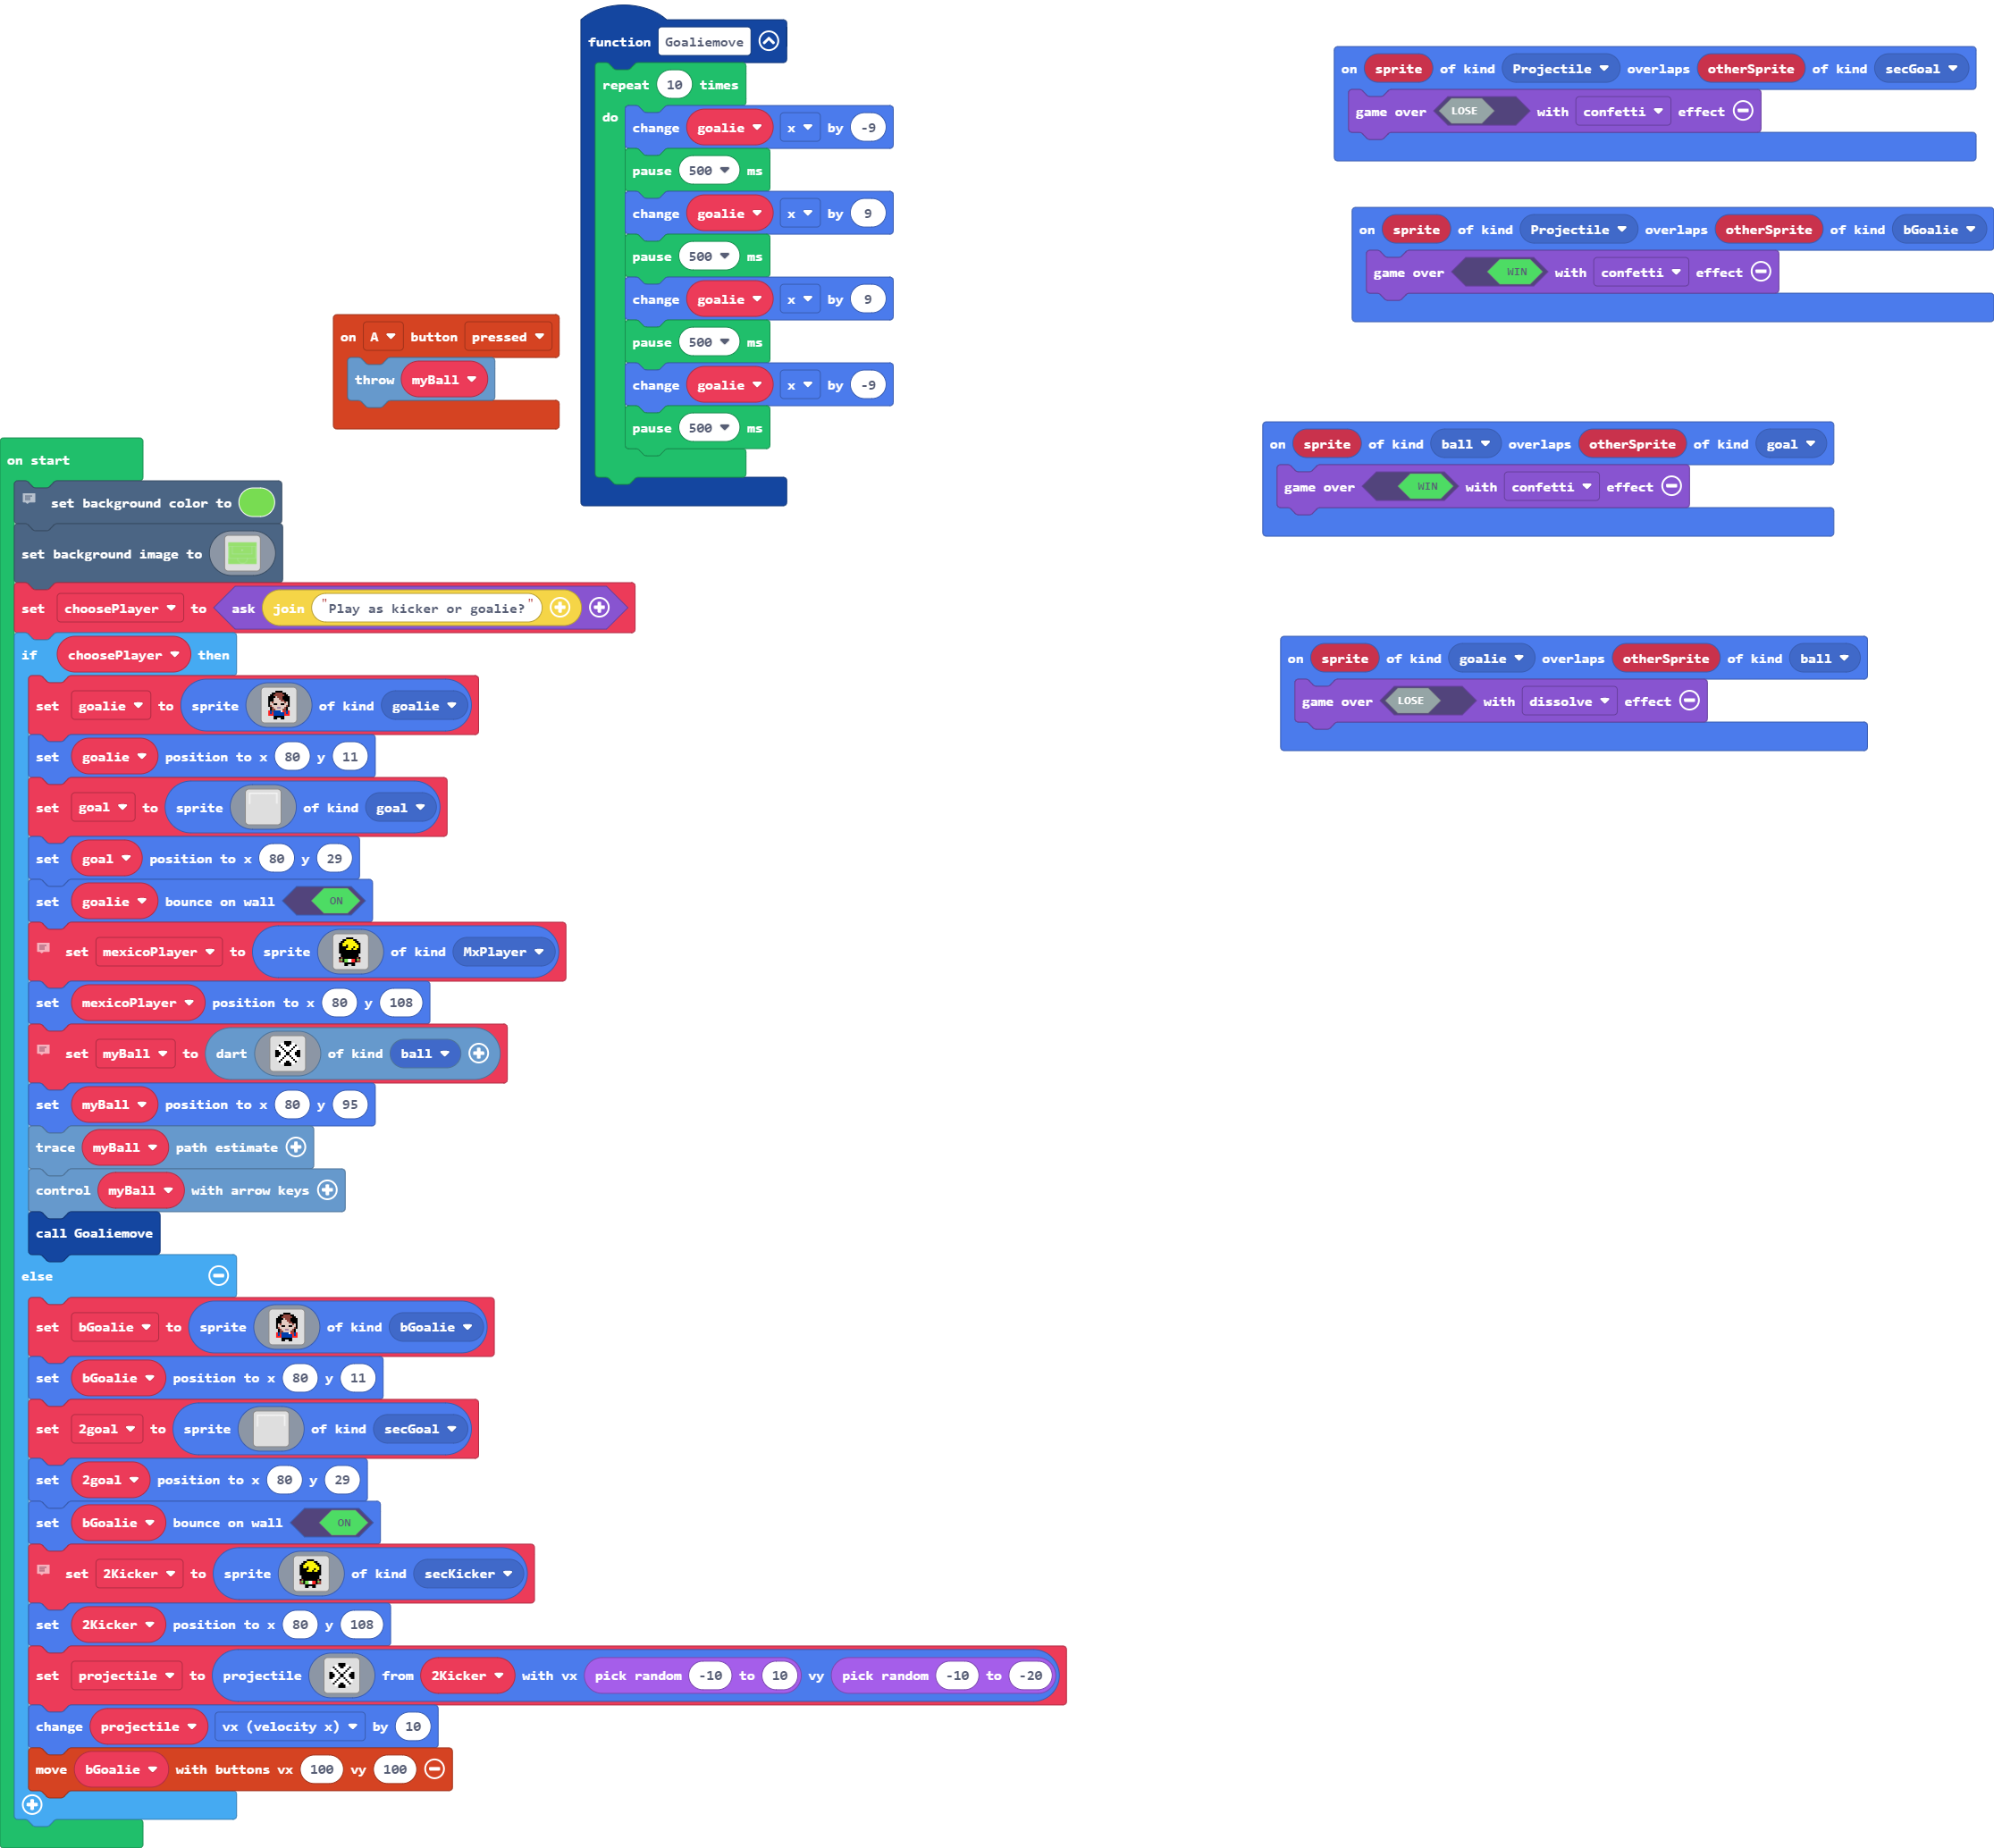 function Goaliemove
repeat 10 times
do
change goalie x by -9
pause 500 ms
change goalie x by 9
pause 500 ms
change goalie x by 9
pause 500 ms
change goalie x by -9
pause 500 ms
on A button pressed
throw myBall
on start
set background color to
set background image to
set choosePlayer to ask join "Play as kicker or goalie?"
if choosePlayer then
set goalie to sprite of kind goalie
set goalie position to x 80 y 11
set goal to sprite of kind goal
set goal position to x 80 y 29
set goalie bounce on wall ON
set mexicoPlayer to sprite of kind MxPlayer
set mexicoPlayer position to x 80 y 108
set myBall to dart of kind ball
set myBall position to x 80 y 95
trace myBall path estimate
control myBall with arrow keys
call Goaliemove
else
set bGoalie to sprite of kind bGoalie
set bGoalie position to x 80 y 11
set 2goal to sprite of kind secGoal
set 2goal position to x 80 y 29
set bGoalie bounce on wall ON
set 2Kicker to sprite of kind secKicker
set 2Kicker position to x 80 y 108
set projectile to projectile from 2Kicker with vx pick random -10 to 10 vy pick random -10 to -20
change projectile vx (velocity x) by 10
move bGoalie with buttons vx 100 vy 100
on sprite of kind Projectile overlaps otherSprite of kind secGoal
game over LOSE with confetti effect
on sprite of kind Projectile overlaps otherSprite of kind bGoalie
game over WIN with confetti effect
on sprite of kind ball overlaps otherSprite of kind goal
game over WIN with confetti effect
on sprite of kind goalie overlaps otherSprite of kind ball
game over LOSE with dissolve effect